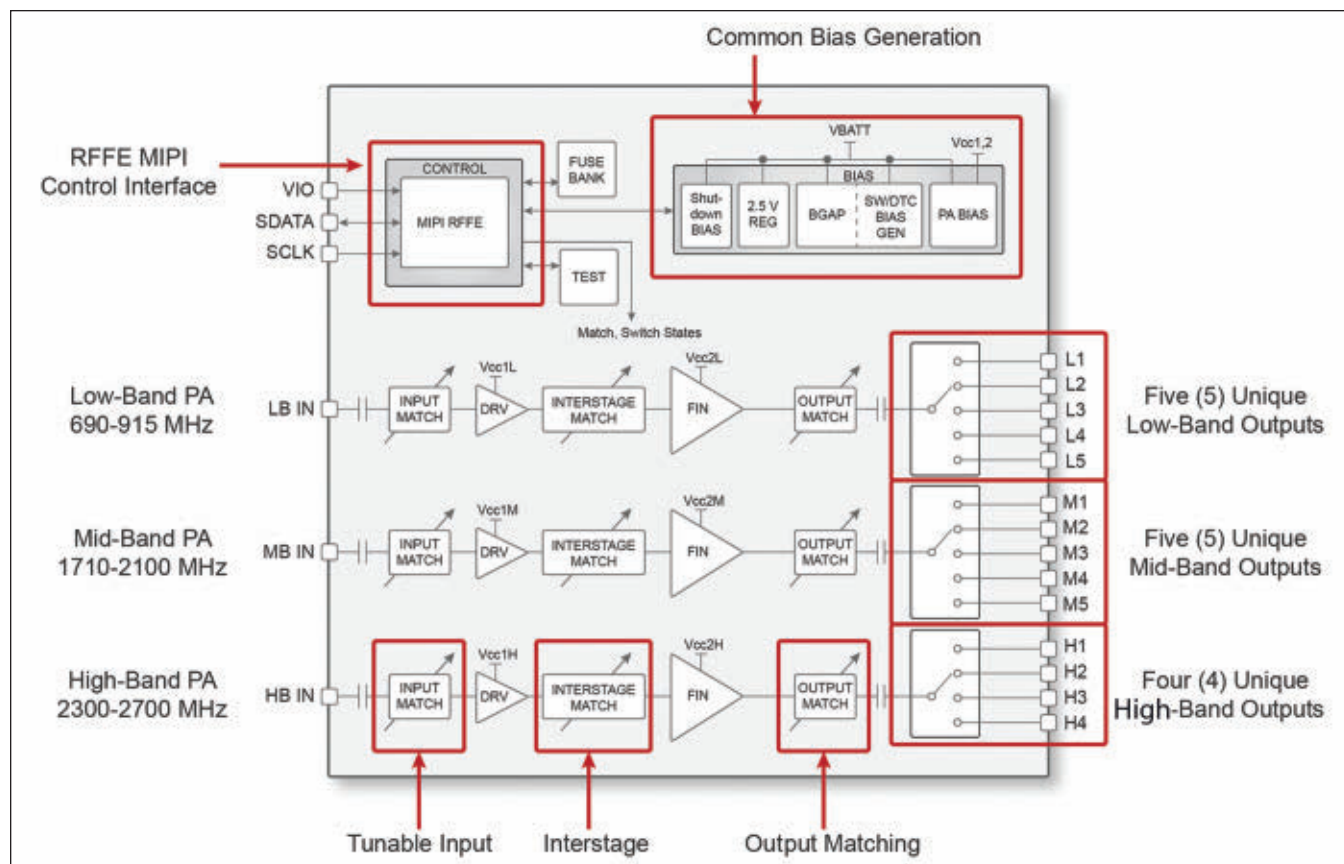 Common Bias Generation
RFFE MIPI
Control Interface
VIO
SDATA
SCLK
CONTROL
MIPI RFFE
FUSE
BANK
TEST
Match, Switch States
VBATT
Vcc1,2
BIAS
Shut-
down
BIAS
2.5 V
REG
BGAP
SW/DTC
BIAS
GEN
PA BIAS
Low-Band PA
690-915 MHz
LB IN
INPUT
MATCH
Vcc1L
DRV
INTERSTAGE
MATCH
Vcc2L
FIN
OUTPUT
MATCH
L1
L2
L3
L4
L5
Five (5) Unique
Low-Band Outputs
Mid-Band PA
1710-2100 MHz
MB IN
INPUT
MATCH
Vcc1M
DRV
INTERSTAGE
MATCH
Vcc2M
FIN
OUTPUT
MATCH
M1
M2
M3
M4
M5
Five (5) Unique
Mid-Band Outputs
High-Band PA
2300-2700 MHz
HB IN
INPUT
MATCH
Vcc1H
DRV
INTERSTAGE
MATCH
Vcc2H
FIN
OUTPUT
MATCH
H1
H2
H3
H4
Four (4) Unique
High-Band Outputs
Tunable Input
Interstage
Output Matching